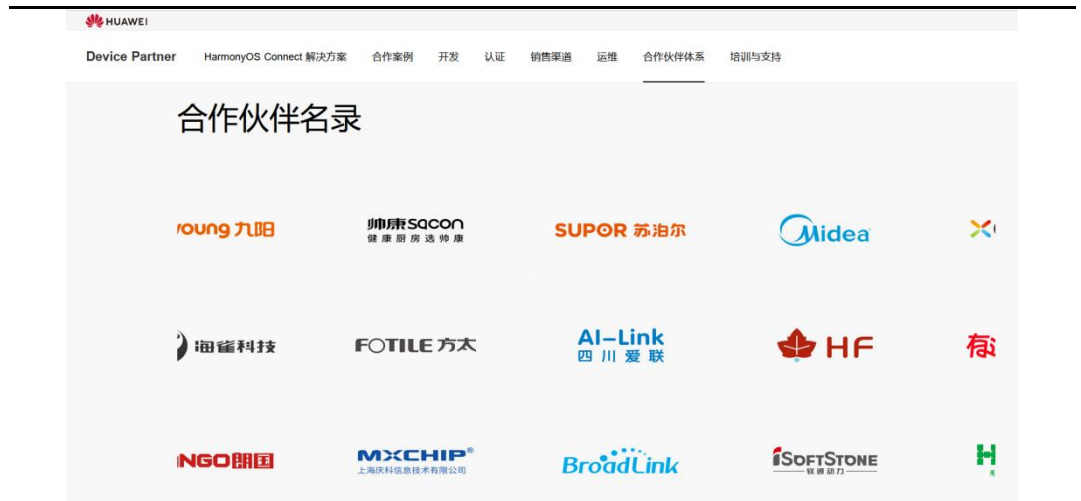 HUAWEI
Device Partner HarmonyOS Connect 解决方案 合作案例 开发 认证 销售渠道 运维 合作伙伴体系 培训与支持
合作伙伴名录
young 九阳 帅康 sacon SUPOR 苏泊尔 Midea
健康厨房选帅康
海雀科技 FOTILE 方太 AI-Link HF 有
四川爱联
NGO 朗国 MXCHIP® BroadLink iSOFTSTONE H
上海庆科信息技术有限公司 软通动力